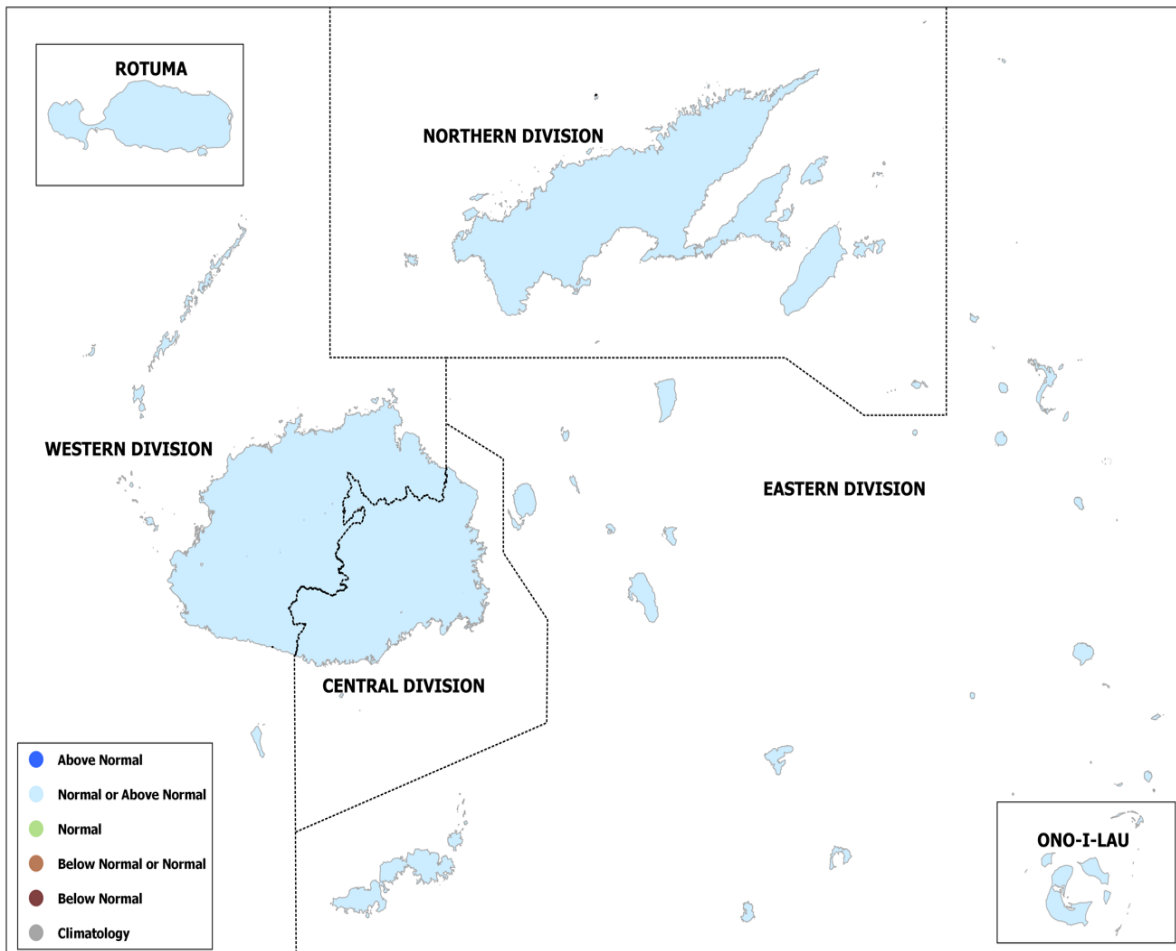 ROTUMA
NORTHERN DIVISION
WESTERN DIVISION
EASTERN DIVISION
CENTRAL DIVISION
Above Normal
Normal or Above Normal
Normal
Below Normal or Normal
Below Normal
Climatology
ONO-I-LAU